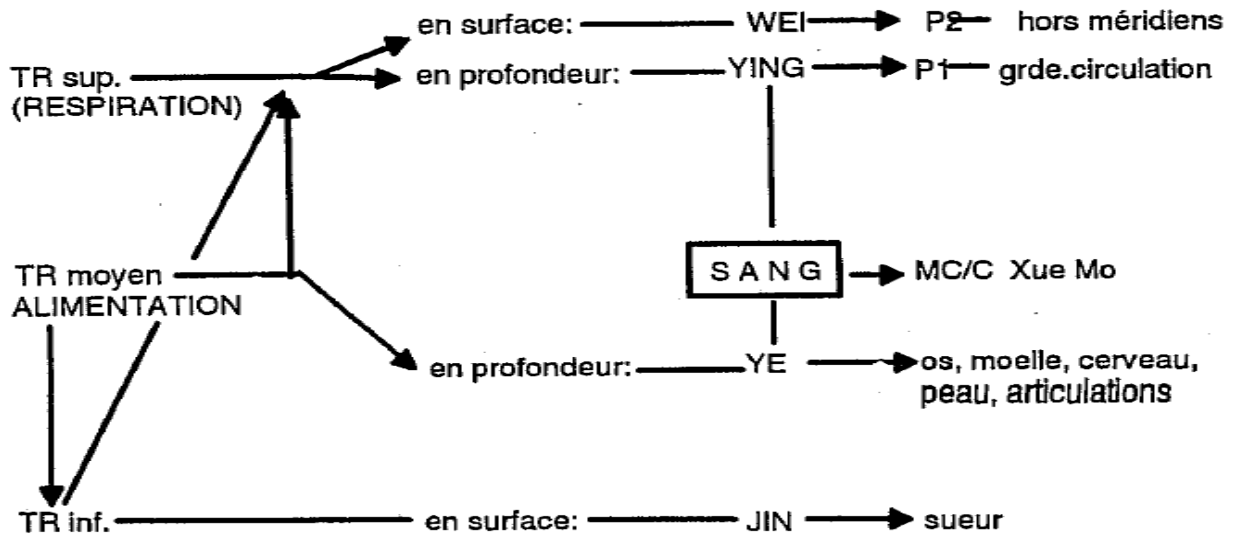 en surface: WEI P2 hors méridiens
TR sup. en profondeur: YING P1 grde.circulation
(RESPIRATION)
TR moyen SANG MC/C Xue Mo
ALIMENTATION
en profondeur: YE os, moelle, cerveau,
peau, articulations
TR inf. en surface: JIN sueur